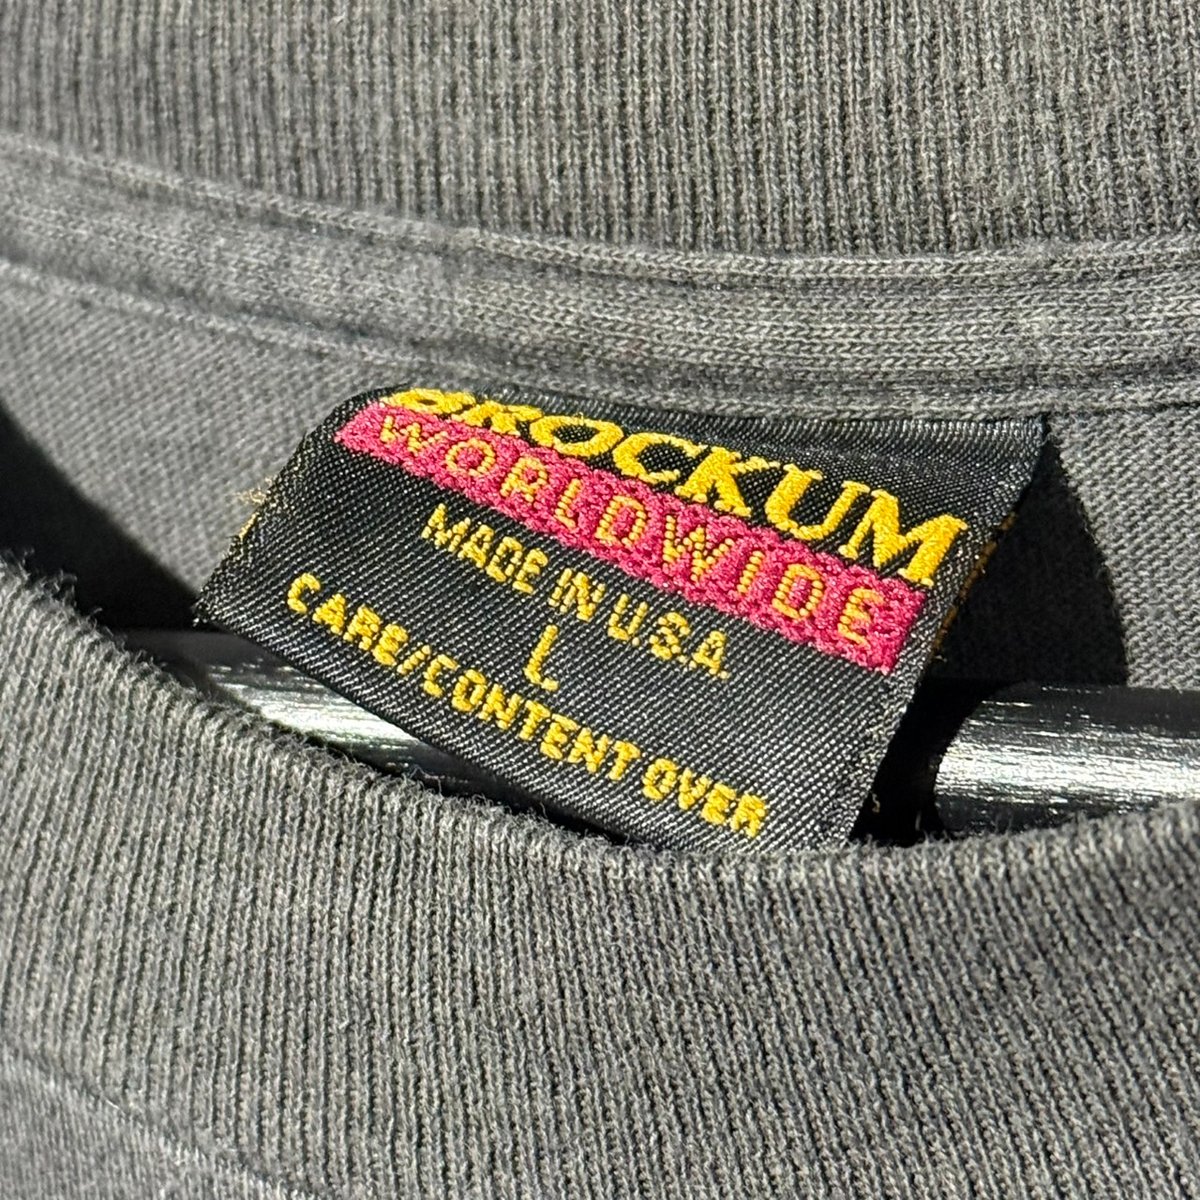 BROCKUM
WORLDWIDE
MADE IN U.S.A.
L
CARE/CONTENT OVER